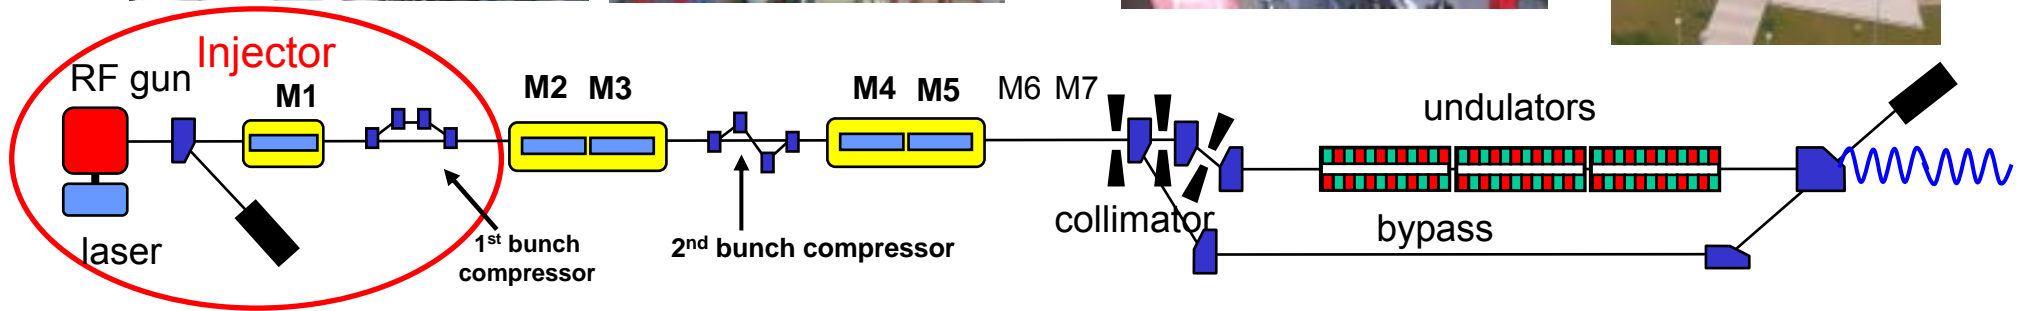 Injector
RF gun
M1
M2 M3
M4 M5
M6 M7
undulators
laser
1st bunch
compressor
2nd bunch compressor
collimator
bypass